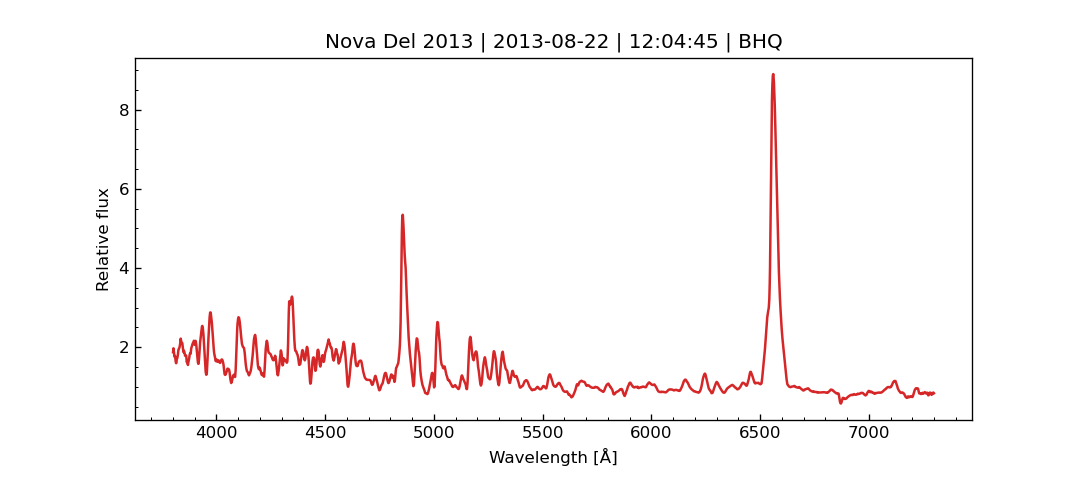 Nova Del 2013 | 2013-08-22 | 12:04:45 | BHQ
Relative flux
8
6
4
2
4000 4500 5000 5500 6000 6500 7000
Wavelength [Å]